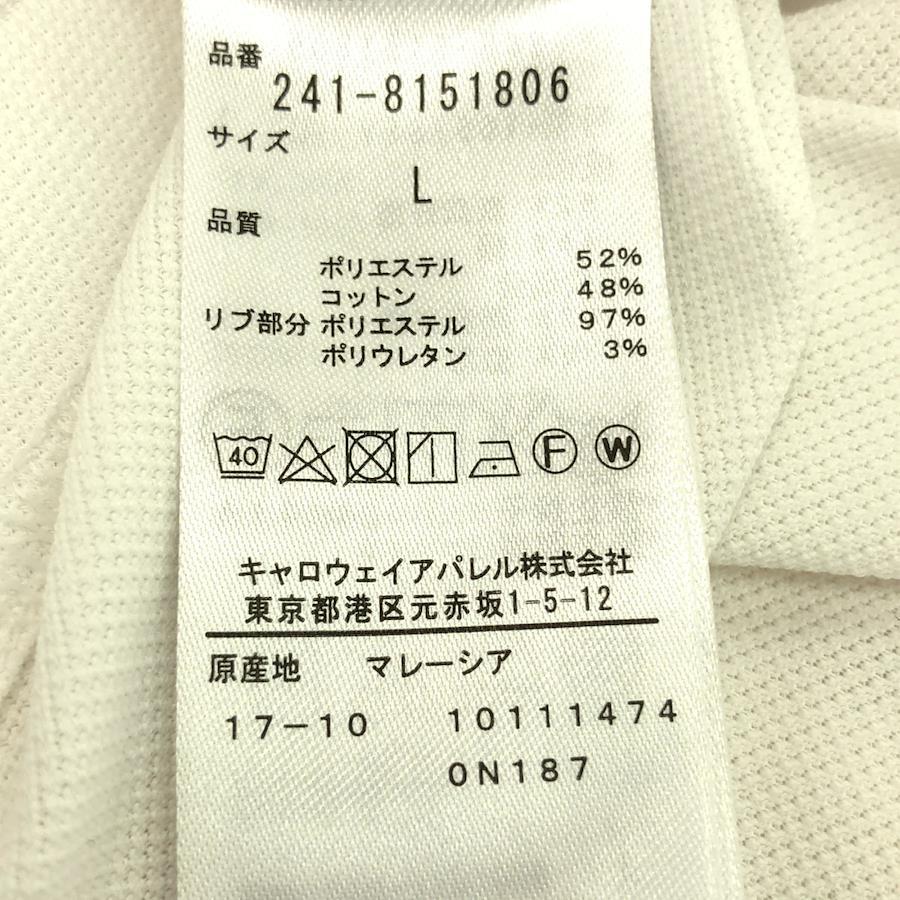 品番
241-8151806
サイズ
L
品質
ポリエステル 52%
コットン 48%
リブ部分 ポリエステル 97%
ポリウレタン 3%
40 F W
キャロウェイアパレル株式会社
東京都港区元赤坂1-5-12
原産地 マレーシア
17-10 10111474
0N187